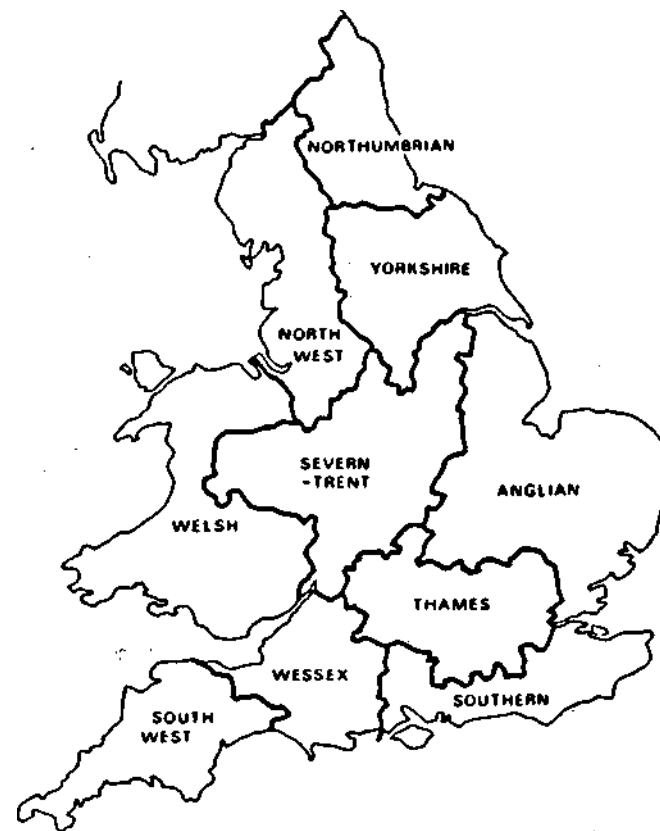 NORTHUMBRIAN
YORKSHIRE
NORTH
WEST
SEVERN
-TRENT
ANGLIAN
WELSH
THAMES
WESSEX
SOUTHERN
SOUTH
WEST